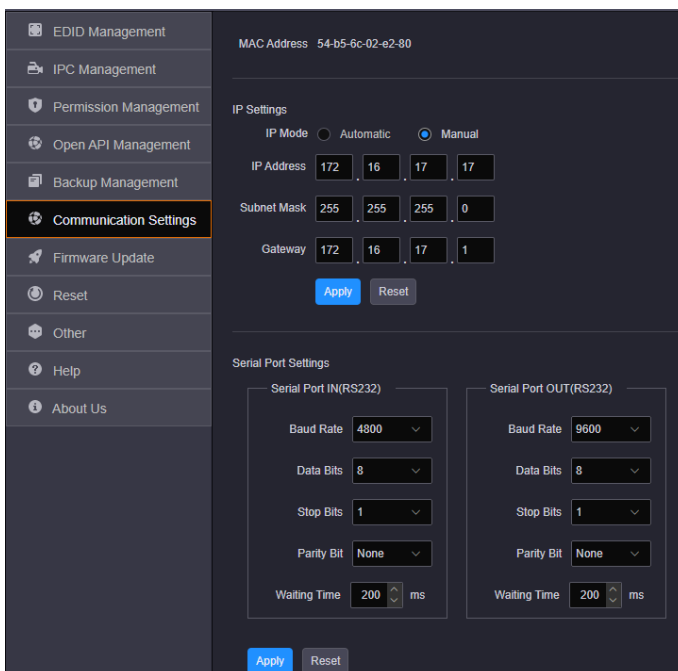 EDID Management
IPC Management
Permission Management
Open API Management
Backup Management
Communication Settings
Firmware Update
Reset
Other
Help
About Us
MAC Address 54-b5-6c-02-e2-80
IP Settings
IP Mode Automatic Manual
IP Address 172 . 16 . 17 . 17
Subnet Mask 255 . 255 . 255 . 0
Gateway 172 . 16 . 17 . 1
Apply Reset
Serial Port Settings
Serial Port IN(RS232)
Baud Rate 4800
Data Bits 8
Stop Bits 1
Parity Bit None
Waiting Time 200 ms
Serial Port OUT(RS232)
Baud Rate 9600
Data Bits 8
Stop Bits 1
Parity Bit None
Waiting Time 200 ms
Apply Reset